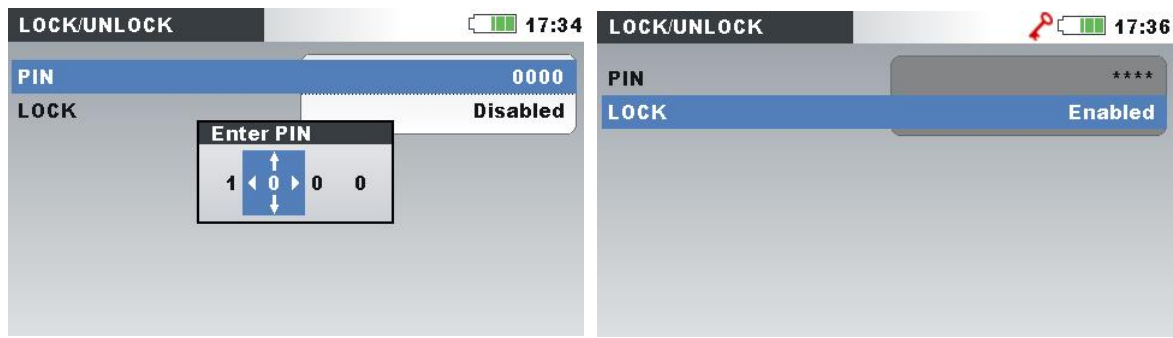 LOCK/UNLOCK 17:34
PIN 0000
LOCK Disabled
Enter PIN
1 0 0 0
LOCK/UNLOCK 17:36
PIN ****
LOCK Enabled